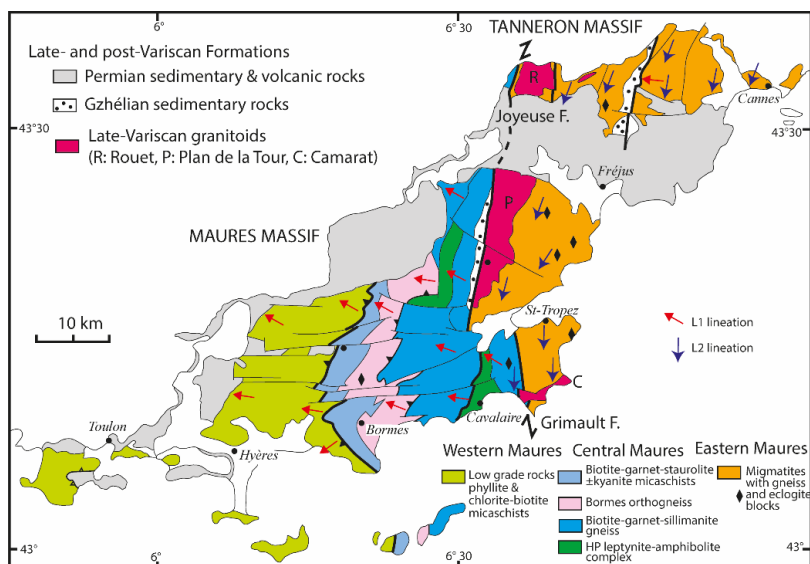 6°
6° 30
TANNERON MASSIF
Late- and post-Variscan Formations
Permian sedimentary & volcanic rocks
Gzhélian sedimentary rocks
Late-Variscan granitoids
(R: Rouet, P: Plan de la Tour, C: Camarat)
R
Cannes
Joyeuse F.
43°30
43°30
Fréjus
P
MAURES MASSIF
St-Tropez
10 km
L1 lineation
L2 lineation
C
Cavalaire
Grimault F.
Toulon
Bormes
Hyères
Western Maures
Low grade rocks
phyllite &
chlorite-biotite
micaschists
Central Maures
Biotite-garnet-staurolite
±kyanite micaschists
Bormes orthogneiss
Biotite-garnet-sillimanite
gneiss
HP leptynite-amphibolite
complex
Eastern Maures
Migmatites
with gneiss
and eclogite
blocks
43°
6°
6° 30
43°